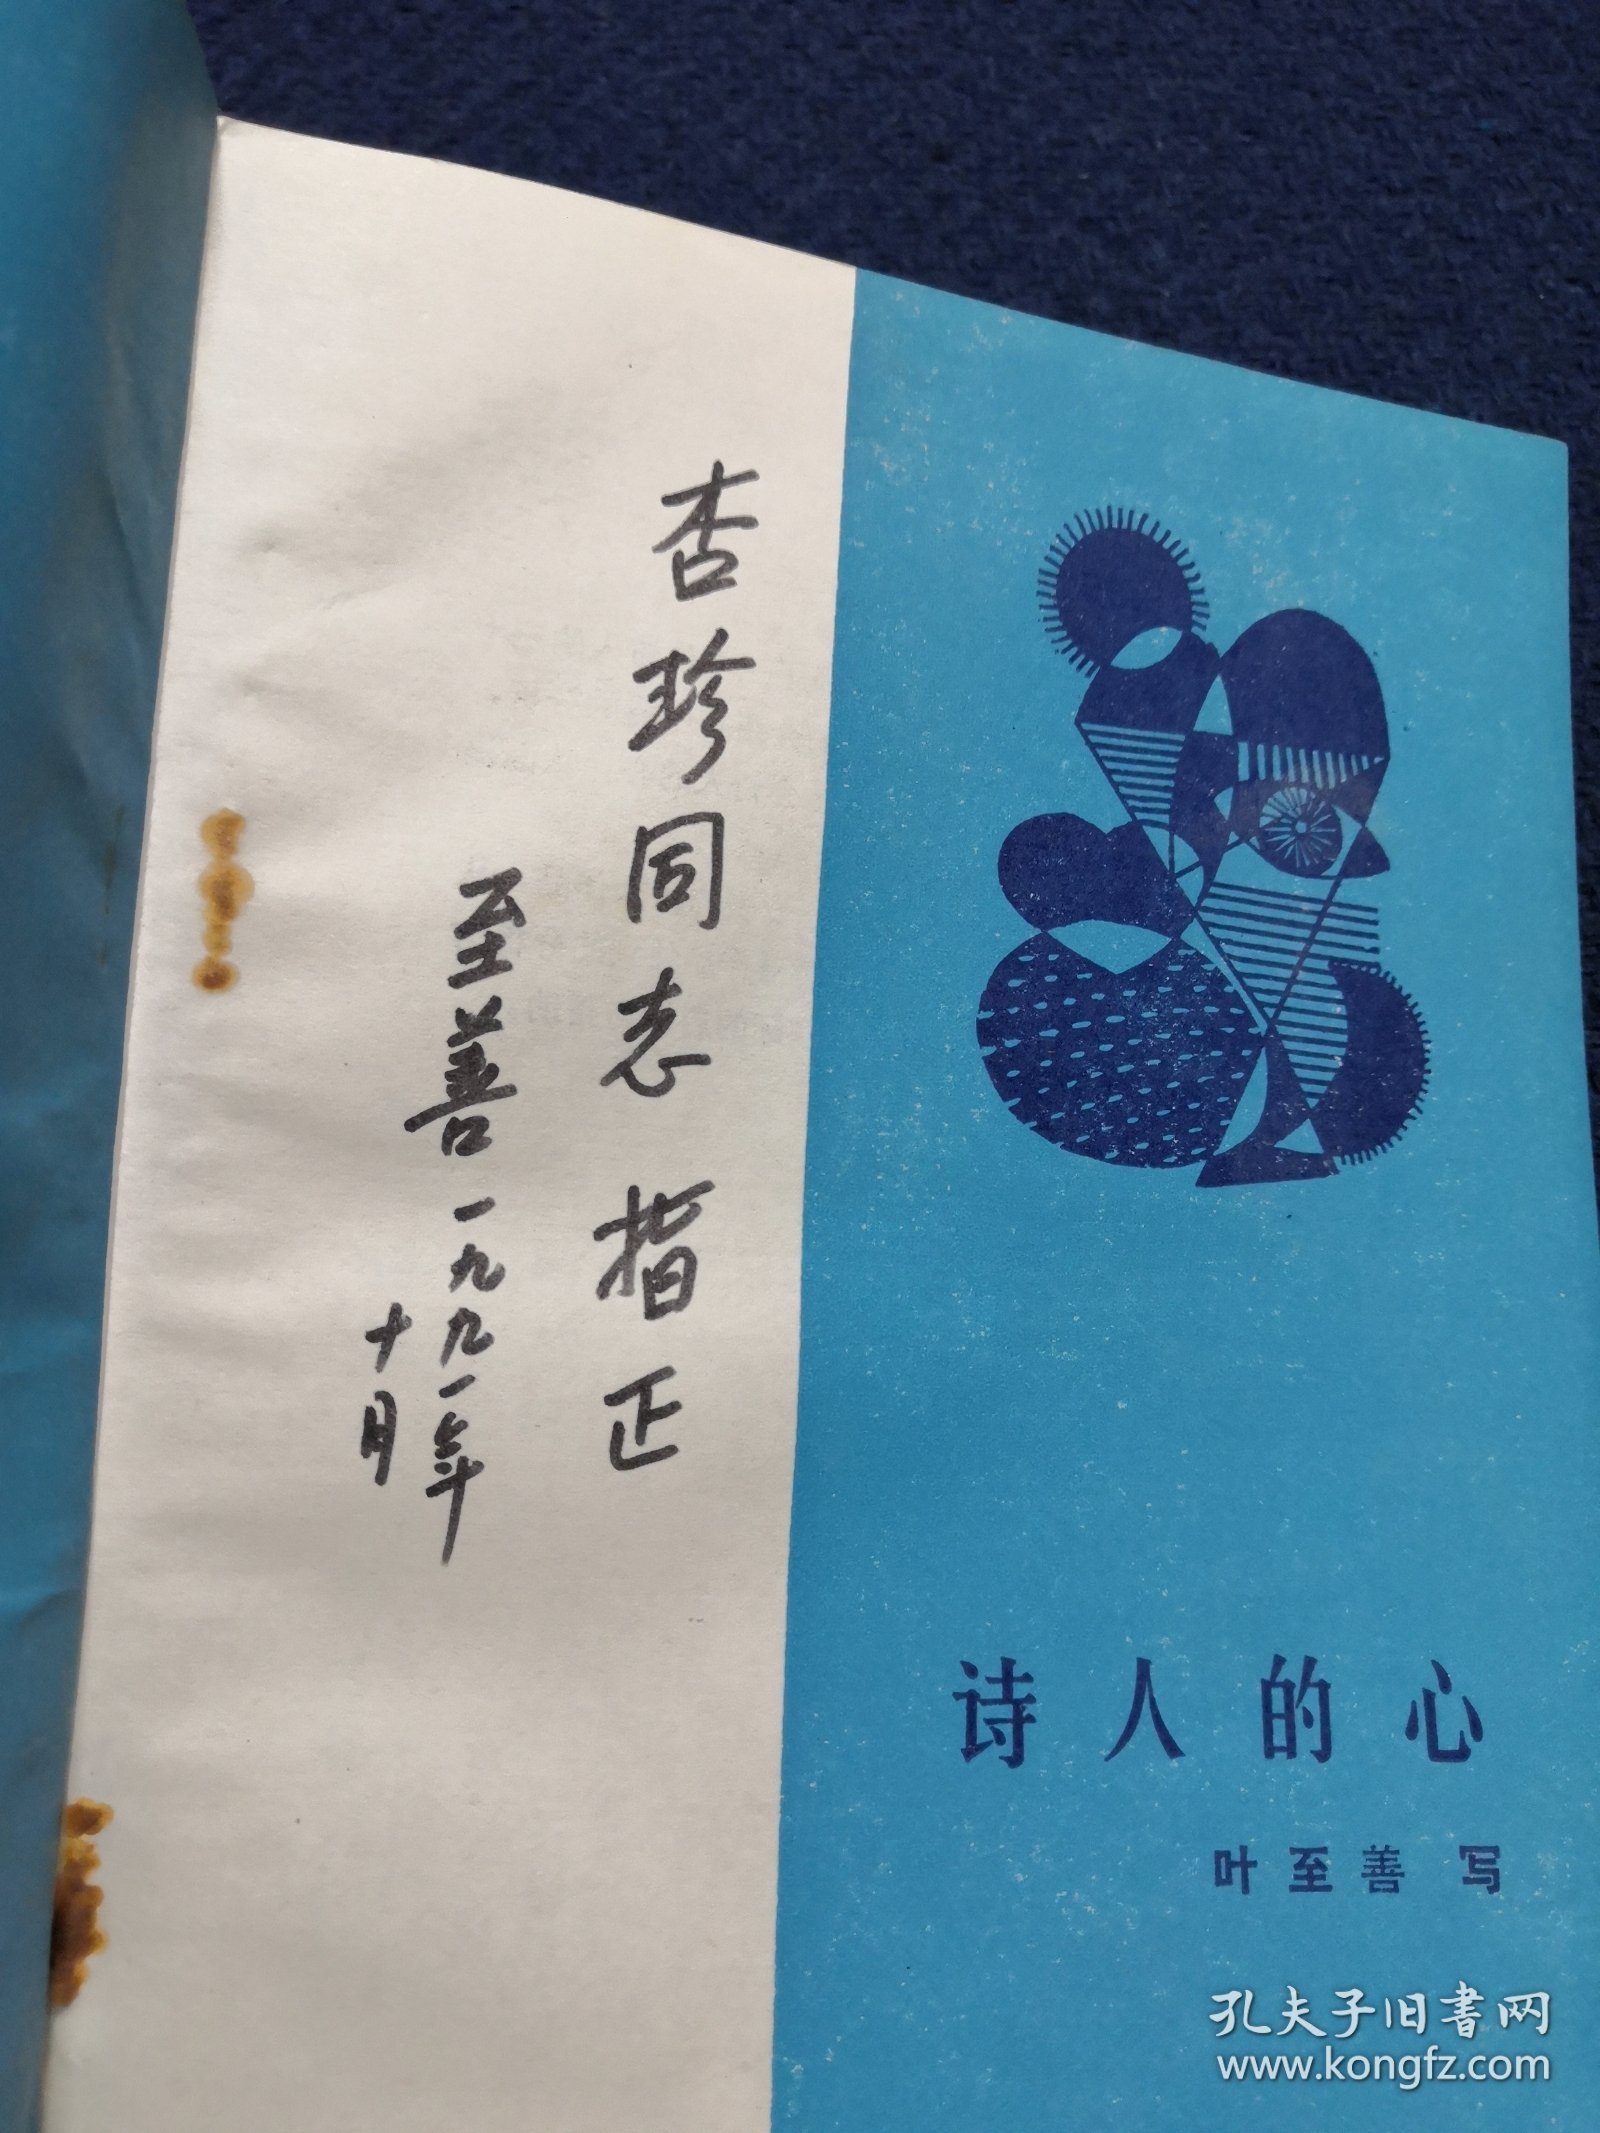 杏珍同志指正
至善一九九一年
十月
诗人的心
叶至善 写
孔夫子旧书网
www.kongfz.com